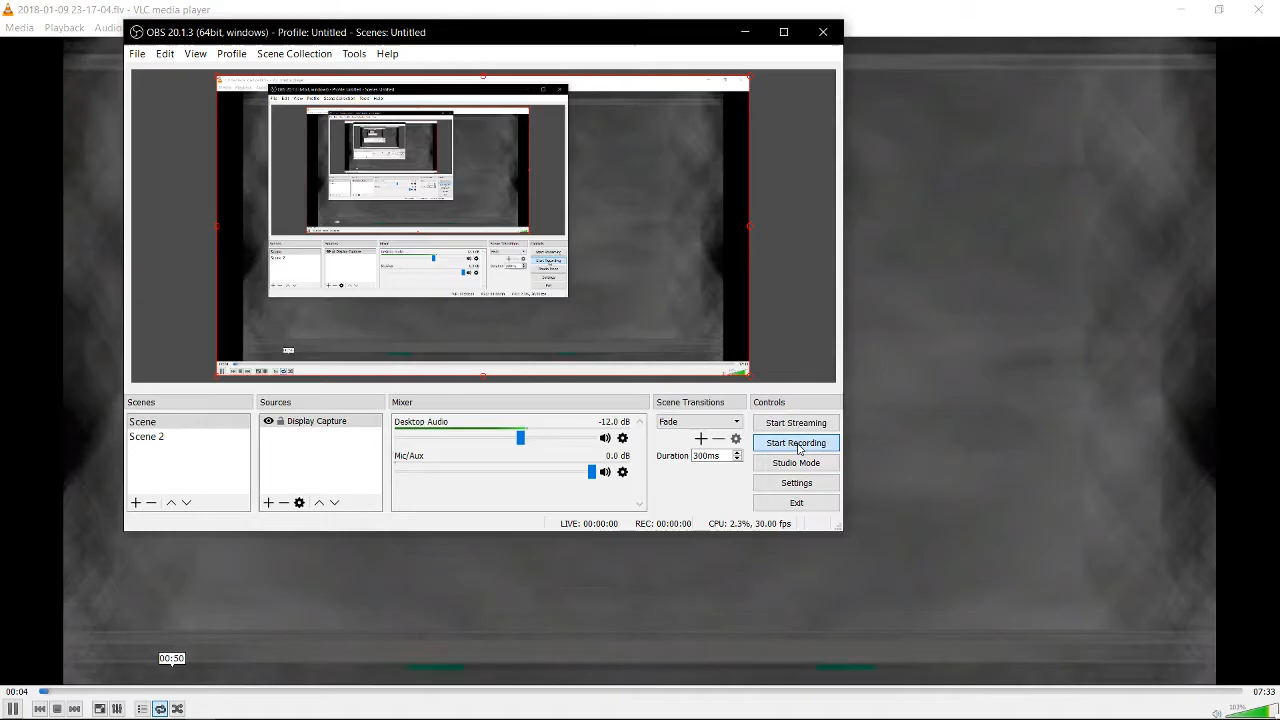 2018-01-09 23-17-04.flv - VLC media player
Media Playback Audio
OBS 20.1.3 (64bit, windows) - Profile: Untitled - Scenes: Untitled
File Edit View Profile Scene Collection Tools Help
Scenes
Scene
Scene 2
Sources
Display Capture
Mixer
Desktop Audio -12.0 dB
Mic/Aux 0.0 dB
Scene Transitions
Fade
Duration 300ms
Controls
Start Streaming
Start Recording
Studio Mode
Settings
Exit
LIVE: 00:00:00 REC: 00:00:00 CPU: 2.3%, 30.00 fps
00:50
00:04 07:33